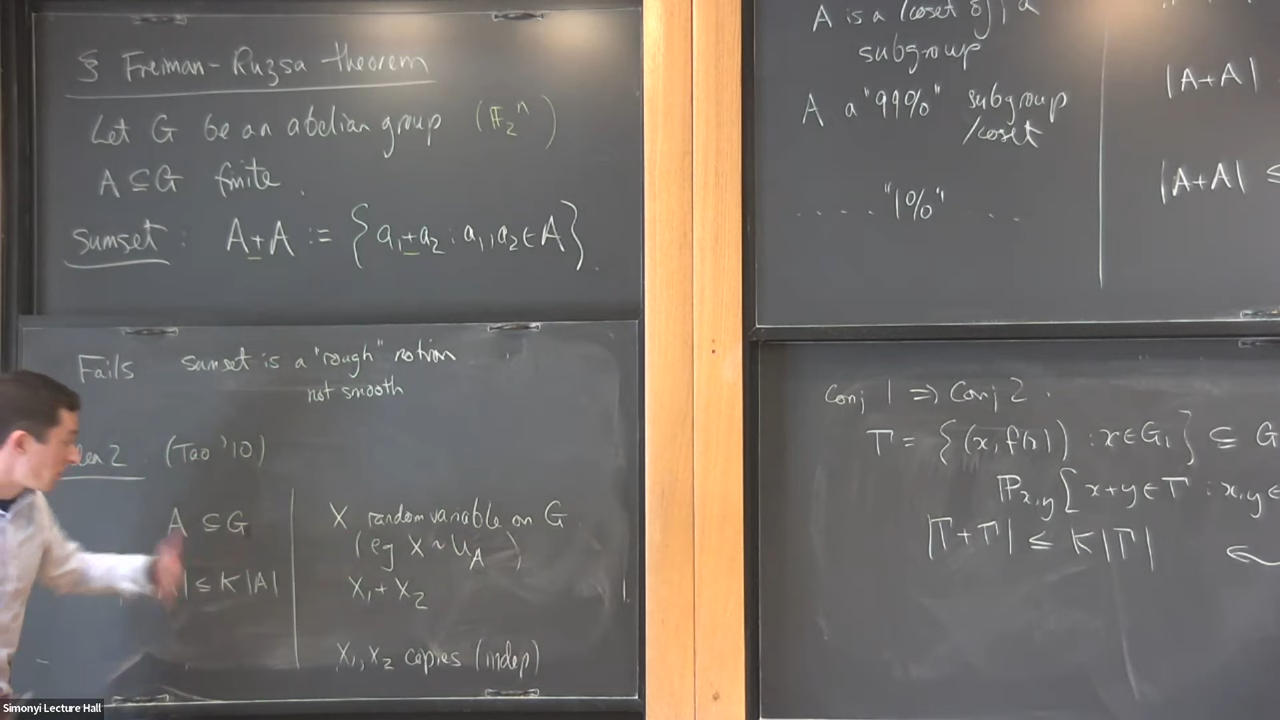 § Freiman-Ruzsa theorem
Let G be an abelian group (𝔽₂ⁿ)
A ⊆ G finite.
sumset : A+A := {a₁+a₂ : a₁,a₂ ∈ A}.
Fails sumset is a "rough" notion
not smooth
(Tao '10)
A ⊆ G
X random variable on G
(eg X ~ U_A)
≤ K|A|
X₁+X₂
X₁,X₂ copies (indep)
A is a (coset of) a
subgroup
A a "99%" subgroup
/coset
..... "1%" ...
|A+A|
|A+A| ≤
Conj 1 ⇒ Conj 2.
Γ = {(x, f(x)) : x∈G₁} ⊆ G
ℙ_{x,y}[x+y∈Γ : x,y ∈
|Γ+Γ| ≤ K|Γ|
Simonyi Lecture Hall